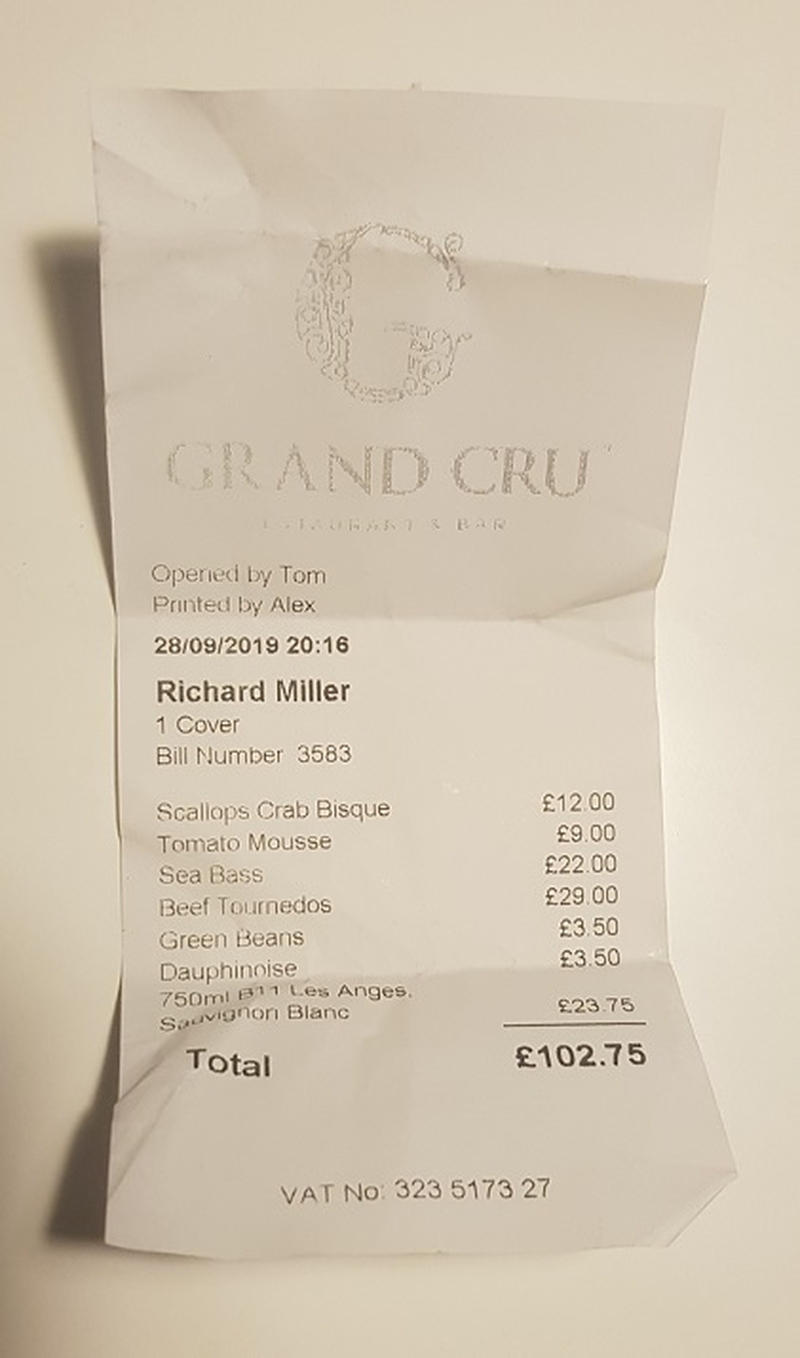 G
GRAND CRU
RESTAURANT & BAR
Opened by Tom
Printed by Alex
28/09/2019 20:16
Richard Miller
1 Cover
Bill Number 3583
Scallops Crab Bisque £12.00
Tomato Mousse £9.00
Sea Bass £22.00
Beef Tournedos £29.00
Green Beans £3.50
Dauphinoise £3.50
750ml B11 Les Anges,
Sauvignon Blanc £23.75
Total £102.75
VAT No: 323 5173 27